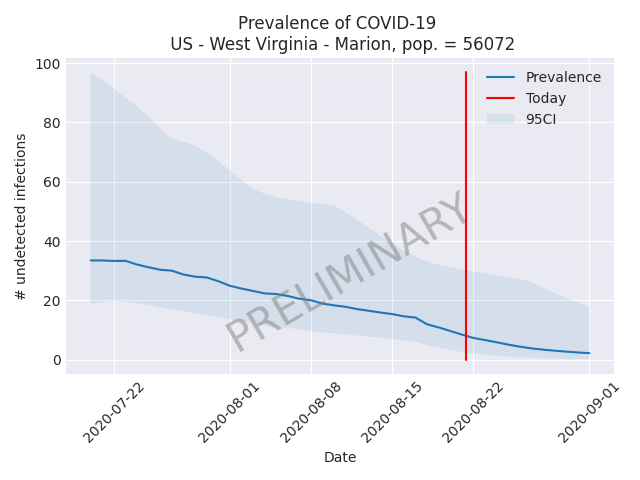 Prevalence of COVID-19
US - West Virginia - Marion, pop. = 56072
100
80
60
40
20
0
# undetected infections
Prevalence
Today
95CI
PRELIMINARY
2020-07-22
2020-08-01
2020-08-08
2020-08-15
2020-08-22
2020-09-01
Date